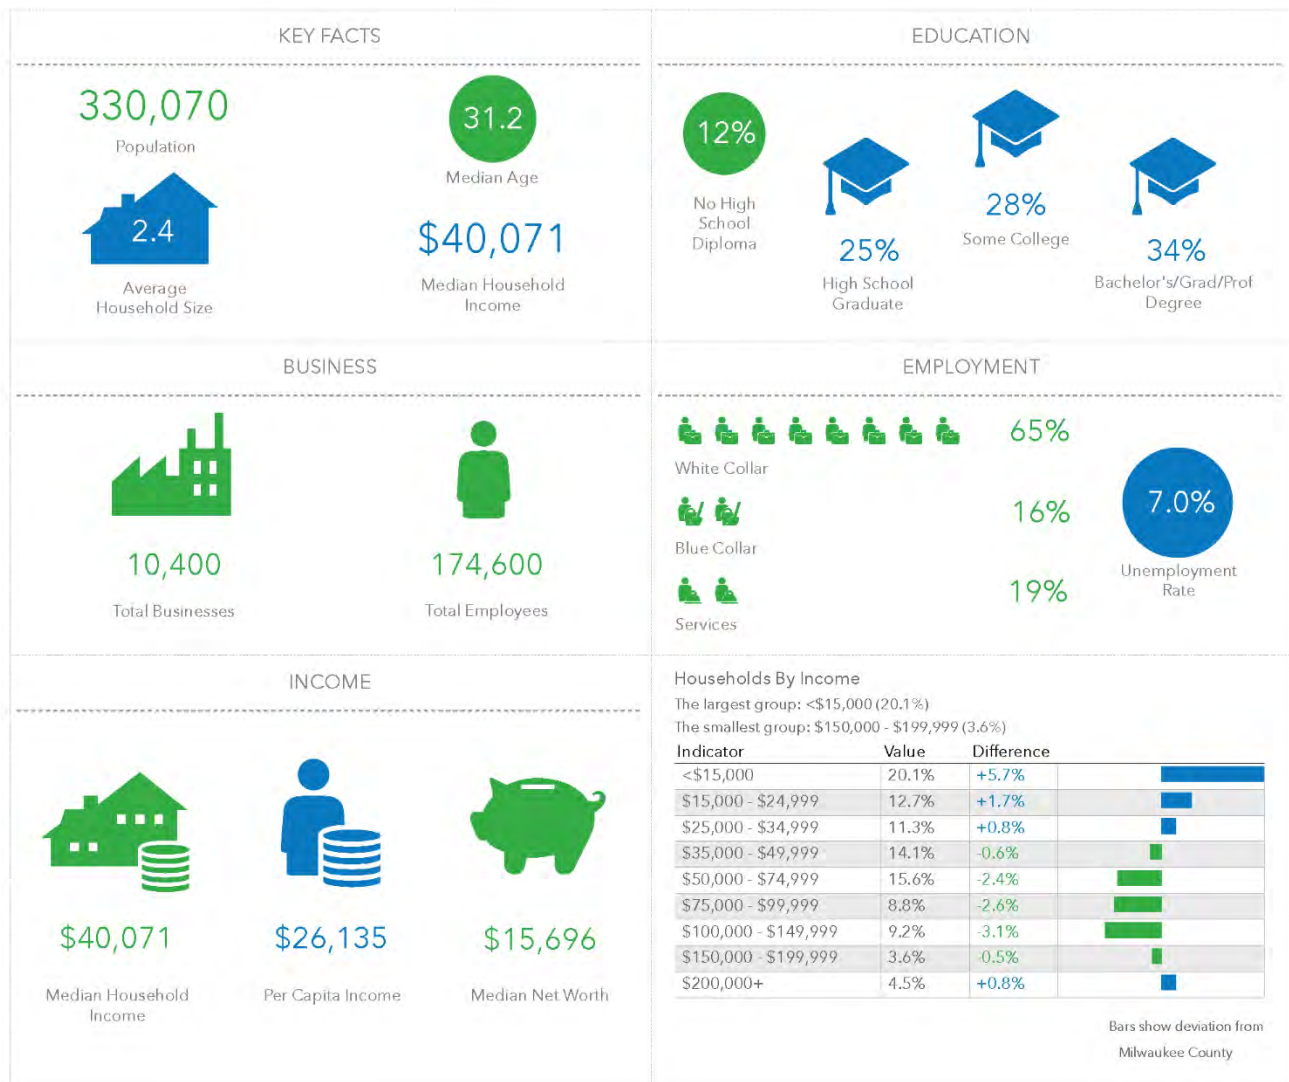 KEY FACTS
330,070
Population
31.2
Median Age
2.4
Average
Household Size
$40,071
Median Household
Income
EDUCATION
12%
No High
School
Diploma
25%
High School
Graduate
28%
Some College
34%
Bachelor's/Grad/Prof
Degree
BUSINESS
10,400
Total Businesses
174,600
Total Employees
EMPLOYMENT
65%
White Collar
16%
Blue Collar
19%
Services
7.0%
Unemployment
Rate
INCOME
$40,071
Median Household
Income
$26,135
Per Capita Income
$15,696
Median Net Worth
Households By Income
The largest group: <$15,000 (20.1%)
The smallest group: $150,000 - $199,999 (3.6%)
Indicator Value Difference
<$15,000 20.1% +5.7%
$15,000 - $24,999 12.7% +1.7%
$25,000 - $34,999 11.3% +0.8%
$35,000 - $49,999 14.1% -0.6%
$50,000 - $74,999 15.6% -2.4%
$75,000 - $99,999 8.8% -2.6%
$100,000 - $149,999 9.2% -3.1%
$150,000 - $199,999 3.6% -0.5%
$200,000+ 4.5% +0.8%
Bars show deviation from
Milwaukee County